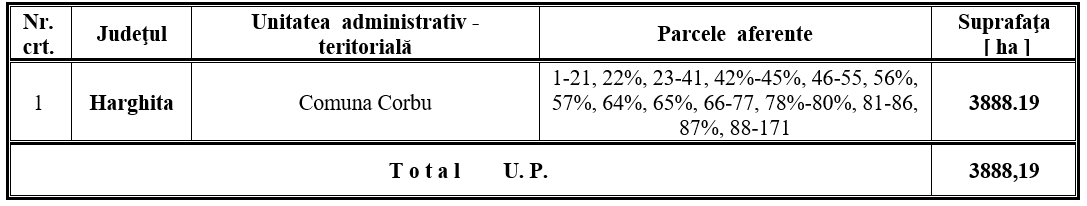 Nr. crt.
Judeţul
Unitatea administrativ - teritorială
Parcele aferente
Suprafaţa [ ha ]
1
Harghita
Comuna Corbu
1-21, 22%, 23-41, 42%-45%, 46-55, 56%,
57%, 64%, 65%, 66-77, 78%-80%, 81-86,
87%, 88-171
3888.19
T o t a l U. P.
3888,19